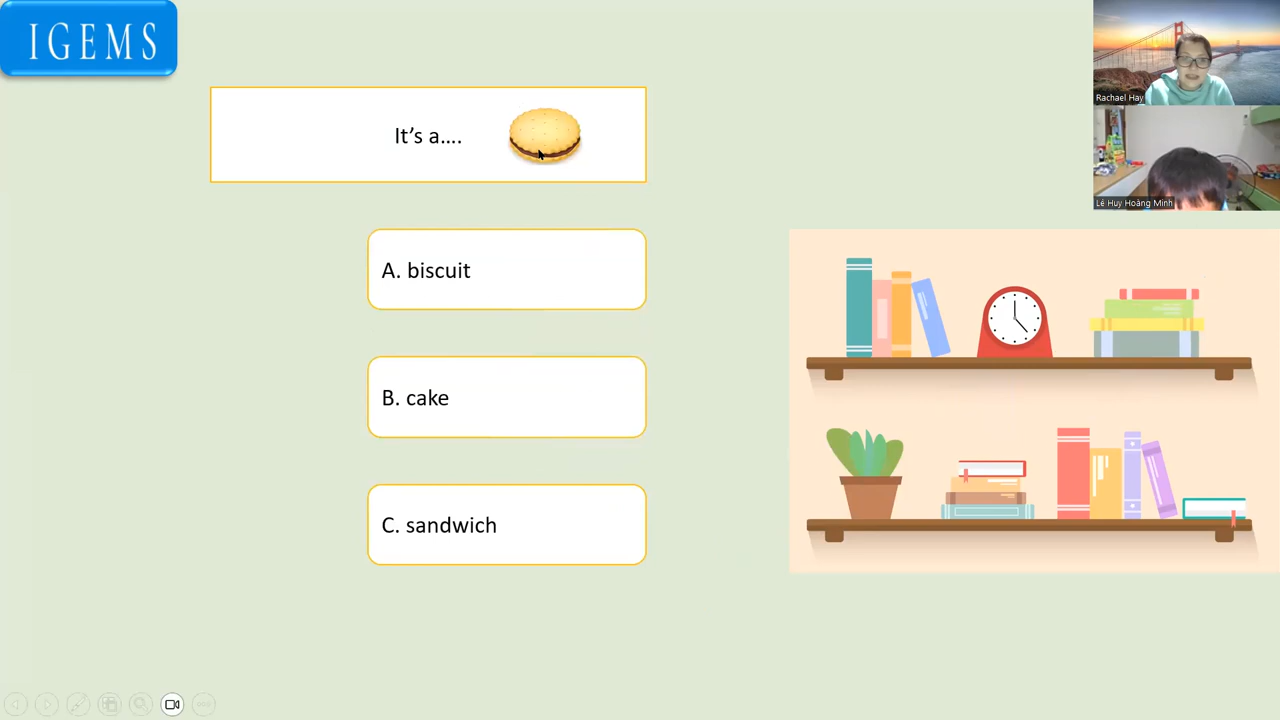 IGEMS
It's a....
A. biscuit
B. cake
C. sandwich
Rachael Hay
Lê Huy Hoàng Minh